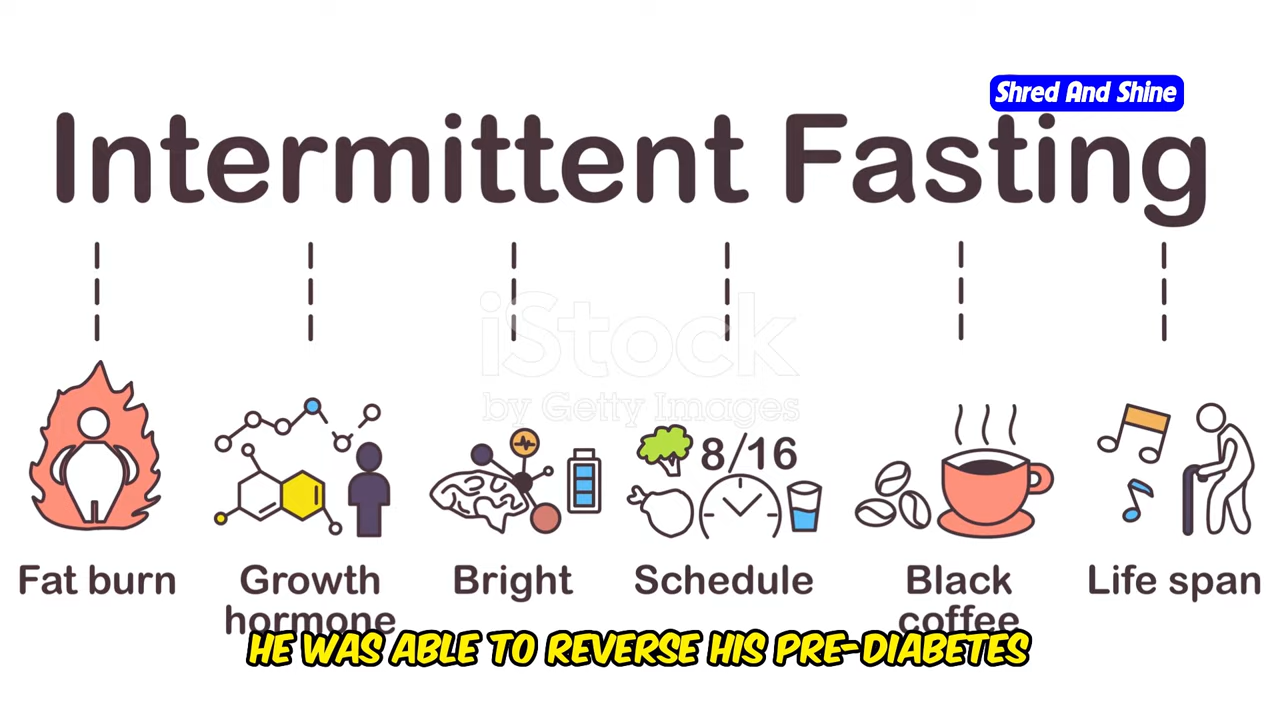 Shred And Shine
Intermittent Fasting
iStock
by Getty Images
8/16
Fat burn
Growth
hormone
Bright
Schedule
Black
coffee
Life span
HE WAS ABLE TO REVERSE HIS PRE-DIABETES